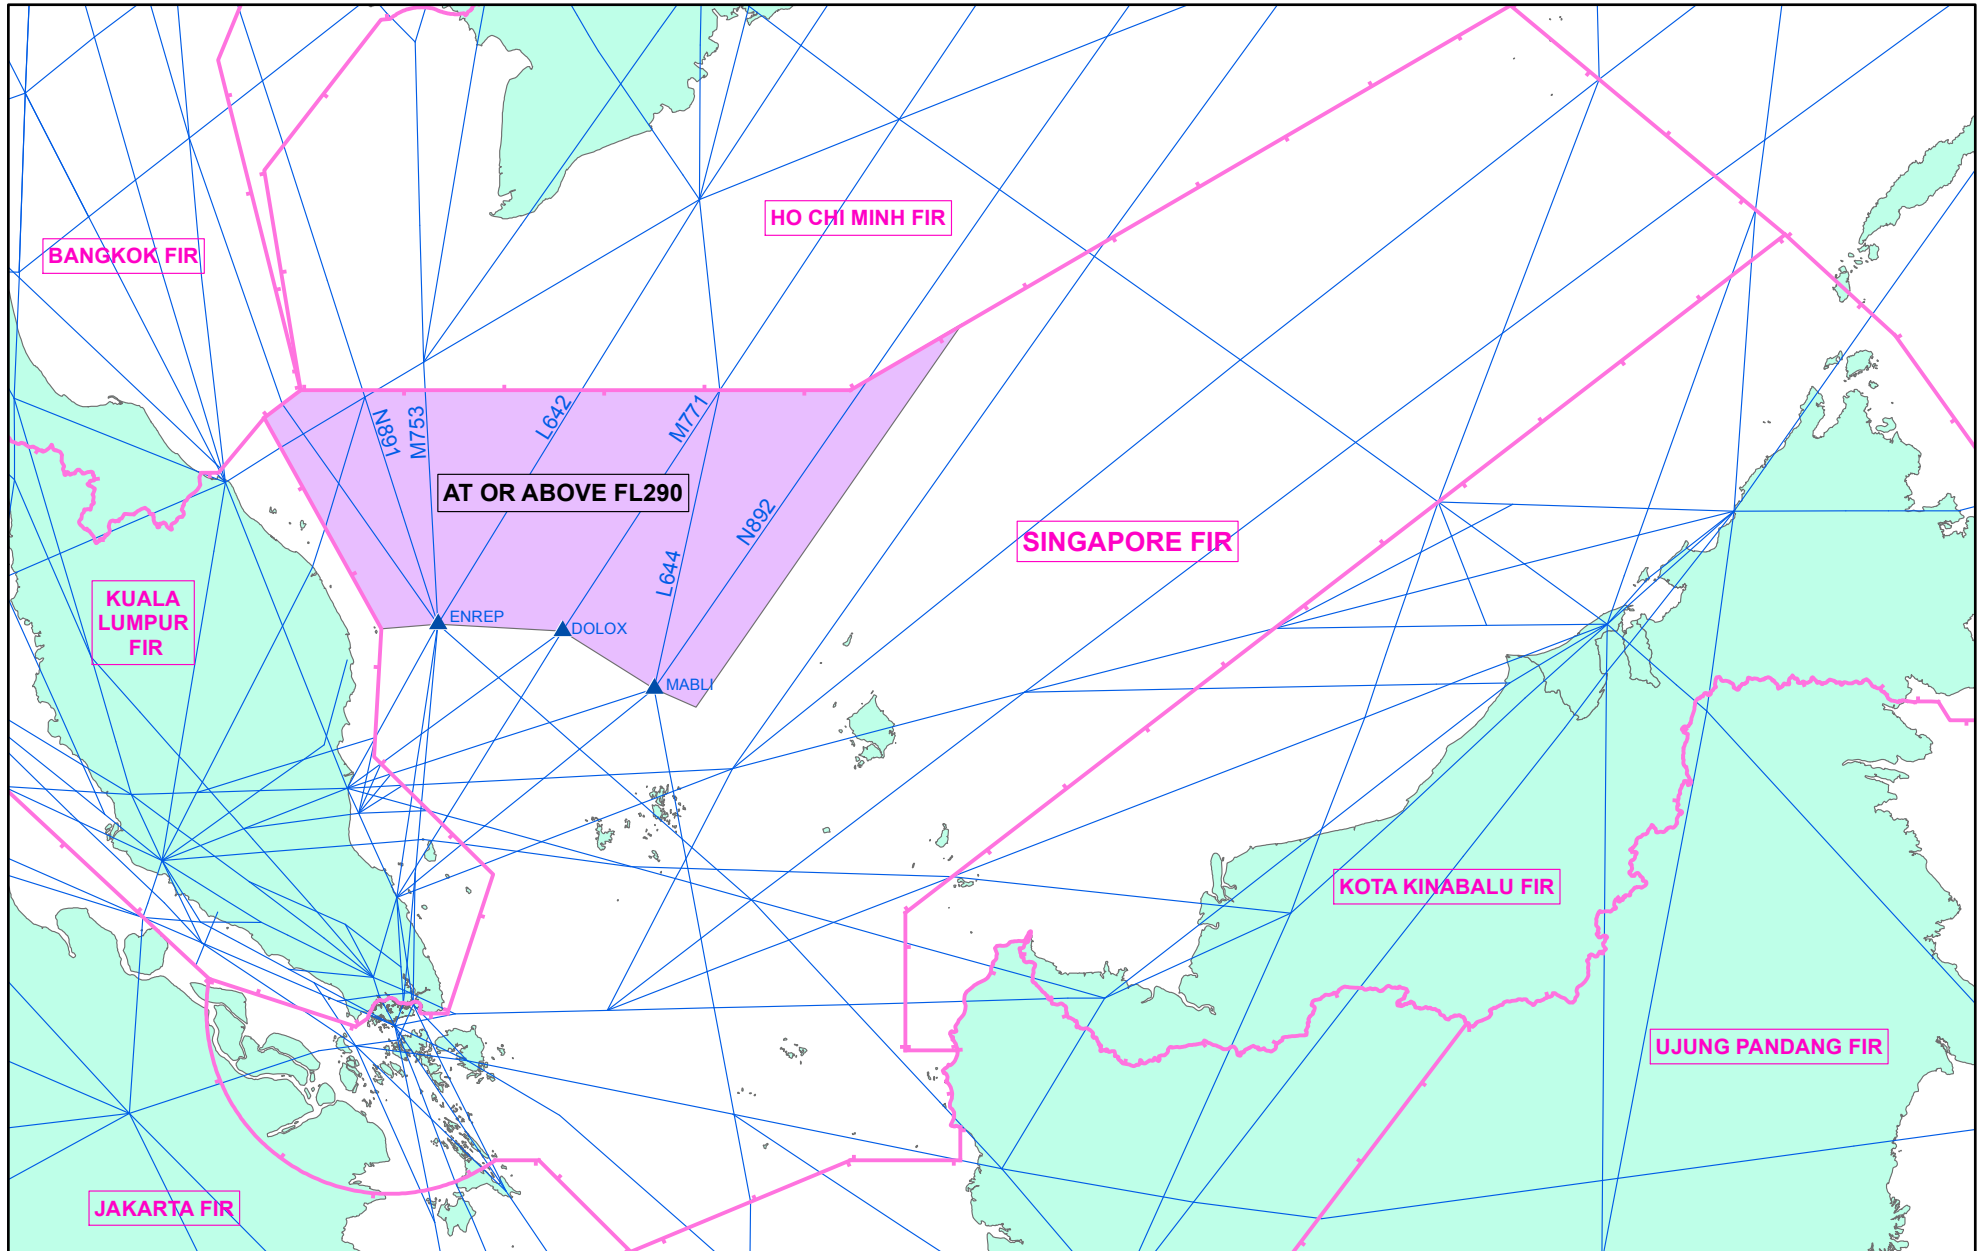 HO CHI MINH FIR
BANGKOK FIR
N891
M753
L642
M771
AT OR ABOVE FL290
N892
L644
SINGAPORE FIR
KUALA
LUMPUR
FIR
ENREP
DOLOX
MABLI
KOTA KINABALU FIR
UJUNG PANDANG FIR
JAKARTA FIR